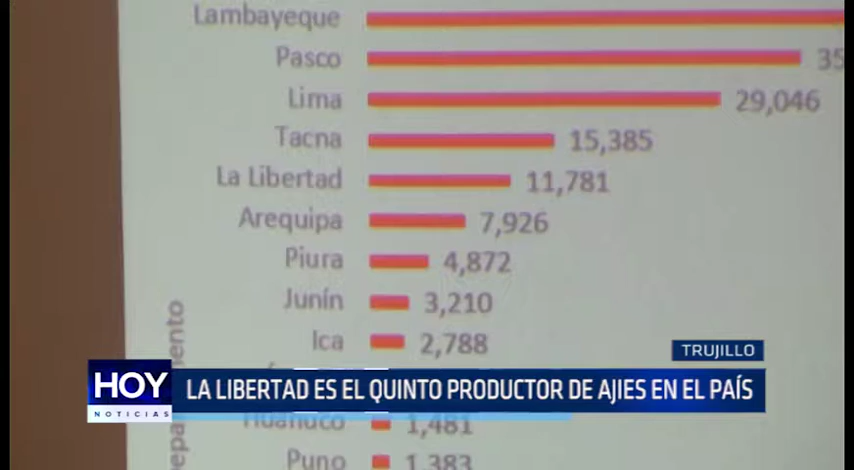 Lambayeque
Pasco 35
Lima 29,046
Tacna 15,385
La Libertad 11,781
Arequipa 7,926
Piura 4,872
Junín 3,210
Ica 2,788
TRUJILLO
HOY
NOTICIAS
LA LIBERTAD ES EL QUINTO PRODUCTOR DE AJIES EN EL PAÍS
Huánuco 1,481
Puno 1,383